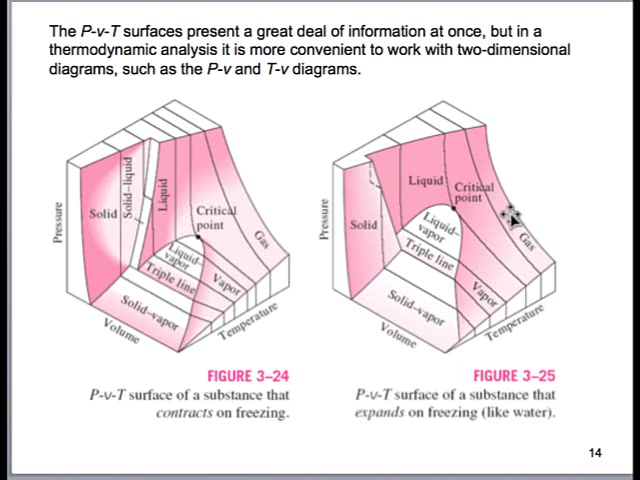 The P-v-T surfaces present a great deal of information at once, but in a
thermodynamic analysis it is more convenient to work with two-dimensional
diagrams, such as the P-v and T-v diagrams.
Pressure
Solid
Solid–liquid
Liquid
Critical
point
Gas
Liquid–
vapor
Triple line
Vapor
Solid–vapor
Volume
Temperature
FIGURE 3–24
P-v-T surface of a substance that
contracts on freezing.
Pressure
Solid
Liquid
Critical
point
Gas
Liquid–
vapor
Triple line
Vapor
Solid–vapor
Volume
Temperature
FIGURE 3–25
P-v-T surface of a substance that
expands on freezing (like water).
14